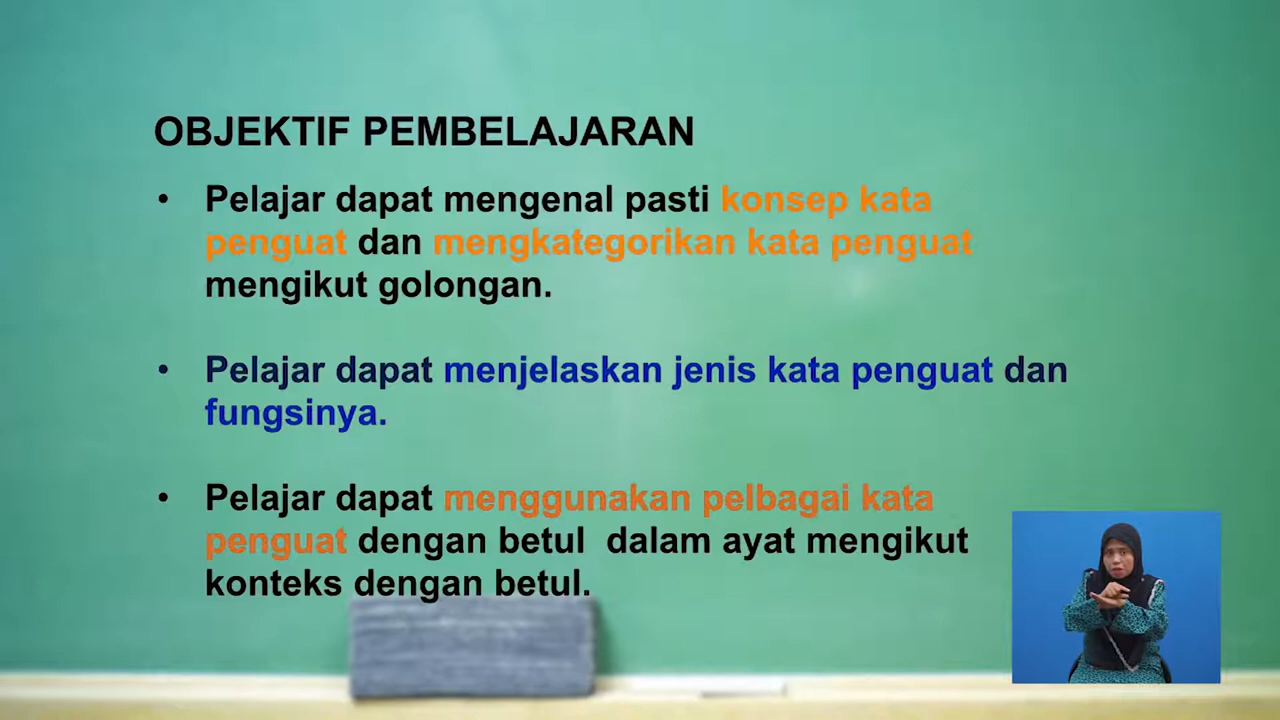 OBJEKTIF PEMBELAJARAN
• Pelajar dapat mengenal pasti konsep kata
penguat dan mengkategorikan kata penguat
mengikut golongan.
• Pelajar dapat menjelaskan jenis kata penguat dan
fungsinya.
• Pelajar dapat menggunakan pelbagai kata
penguat dengan betul dalam ayat mengikut
konteks dengan betul.